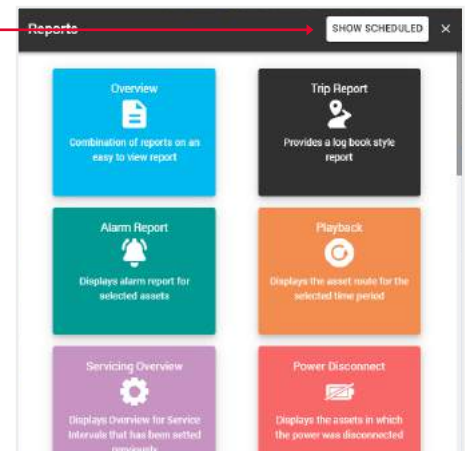 Reports
SHOW SCHEDULED
Overview
Combination of reports on an
easy to view report
Trip Report
Provides a log book style
report
Alarm Report
Displays alarm report for
selected assets
Playback
Displays the asset route for the
selected time period
Servicing Overview
Displays Overview for Service
Intervals that has been setted
previously
Power Disconnect
Displays the assets in which
the power was disconnected